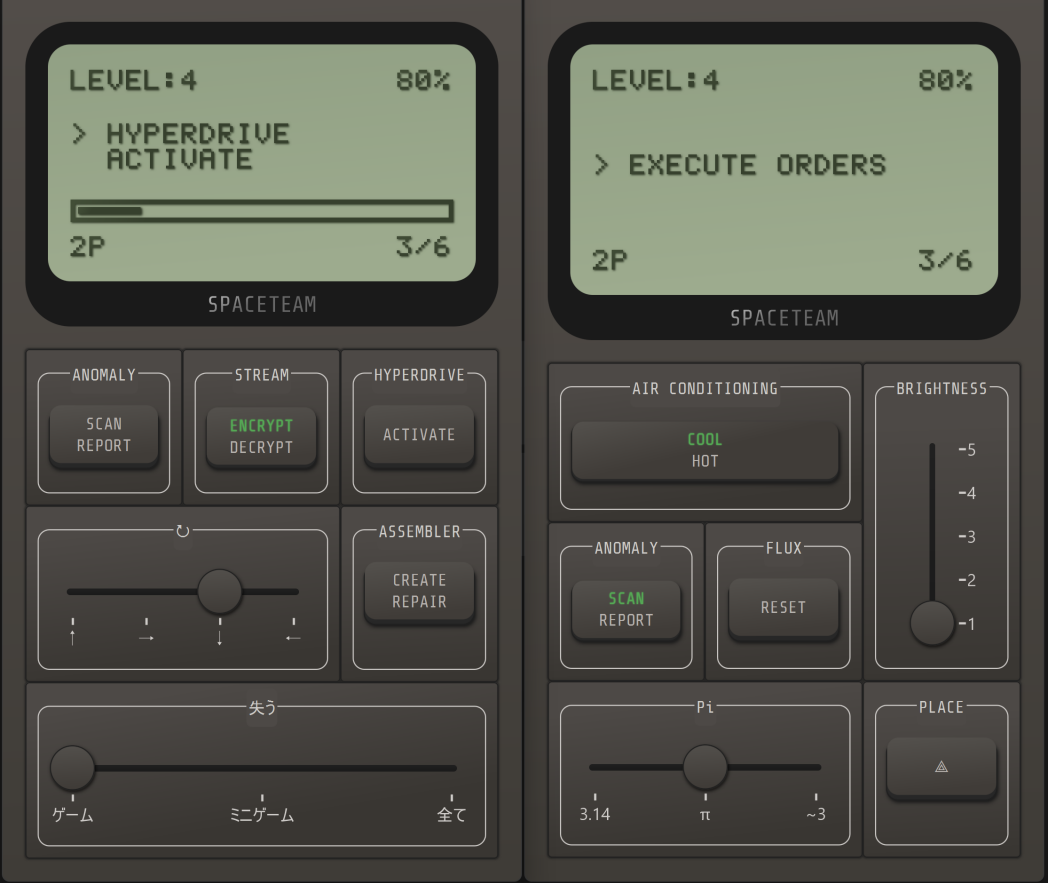 LEVEL:4 80%
> HYPERDRIVE
ACTIVATE
2P 3/6
SPACETEAM
ANOMALY
SCAN
REPORT
STREAM
ENCRYPT
DECRYPT
HYPERDRIVE
ACTIVATE
↻
↑ → ↓ ←
ASSEMBLER
CREATE
REPAIR
失う
ゲーム ミニゲーム 全て
LEVEL:4 80%
> EXECUTE ORDERS
2P 3/6
SPACETEAM
AIR CONDITIONING
COOL
HOT
BRIGHTNESS
5
4
3
2
1
ANOMALY
SCAN
REPORT
FLUX
RESET
Pi
3.14 π ~3
PLACE